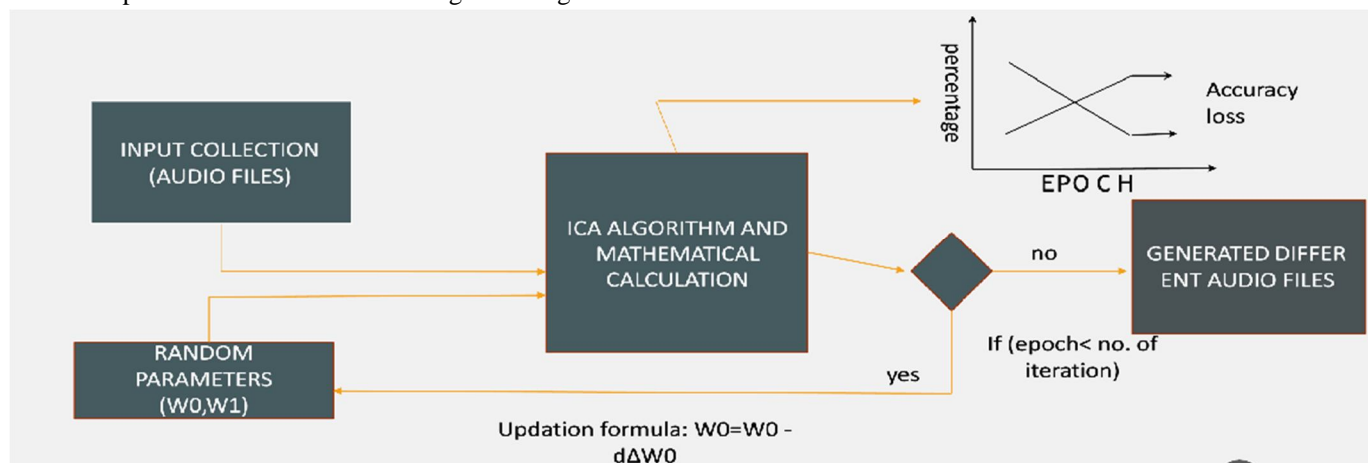 percentage
Accuracy
loss
EPO C H
INPUT COLLECTION
(AUDIO FILES)
ICA ALGORITHM AND
MATHEMATICAL
CALCULATION
no
GENERATED DIFFER
ENT AUDIO FILES
RANDOM
PARAMETERS
(W0,W1)
yes
If (epoch< no. of
iteration)
Updation formula: W0=W0 -
dΔW0